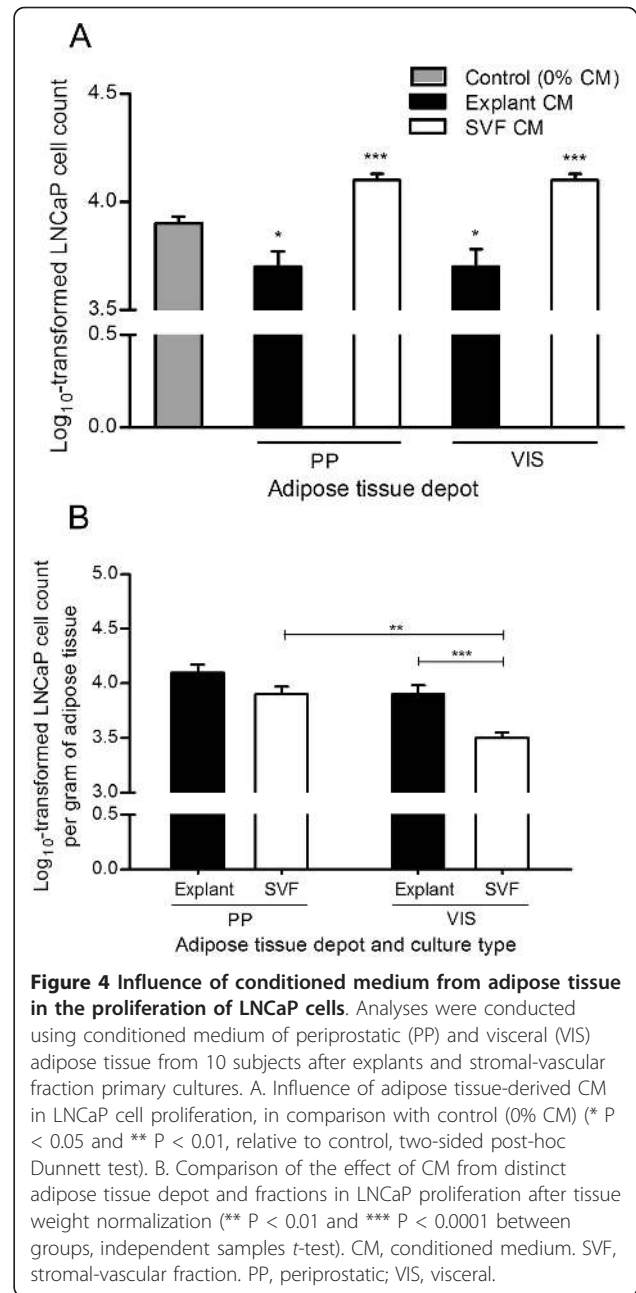 A
Control (0% CM)
Explant CM
SVF CM
Log10-transformed LNCaP cell count
4.5
4.0
3.5
0.5
0.0
*
***
*
***
PP
VIS
Adipose tissue depot
B
Log10-transformed LNCaP cell count
per gram of adipose tissue
5.0
4.5
4.0
3.5
3.0
0.5
0.0
**
***
Explant
SVF
Explant
SVF
PP
VIS
Adipose tissue depot and culture type
Figure 4 Influence of conditioned medium from adipose tissue
in the proliferation of LNCaP cells. Analyses were conducted
using conditioned medium of periprostatic (PP) and visceral (VIS)
adipose tissue from 10 subjects after explants and stromal-vascular
fraction primary cultures. A. Influence of adipose tissue-derived CM
in LNCaP cell proliferation, in comparison with control (0% CM) (* P
< 0.05 and ** P < 0.01, relative to control, two-sided post-hoc
Dunnett test). B. Comparison of the effect of CM from distinct
adipose tissue depot and fractions in LNCaP proliferation after tissue
weight normalization (** P < 0.01 and *** P < 0.0001 between
groups, independent samples t-test). CM, conditioned medium. SVF,
stromal-vascular fraction. PP, periprostatic; VIS, visceral.